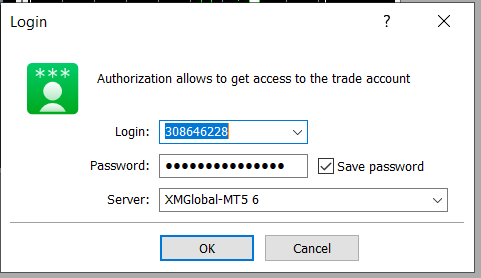 Login
?
***
Authorization allows to get access to the trade account
Login: 308646228
Password: ●●●●●●●●●●●●●●● Save password
Server: XMGlobal-MT5 6
OK Cancel